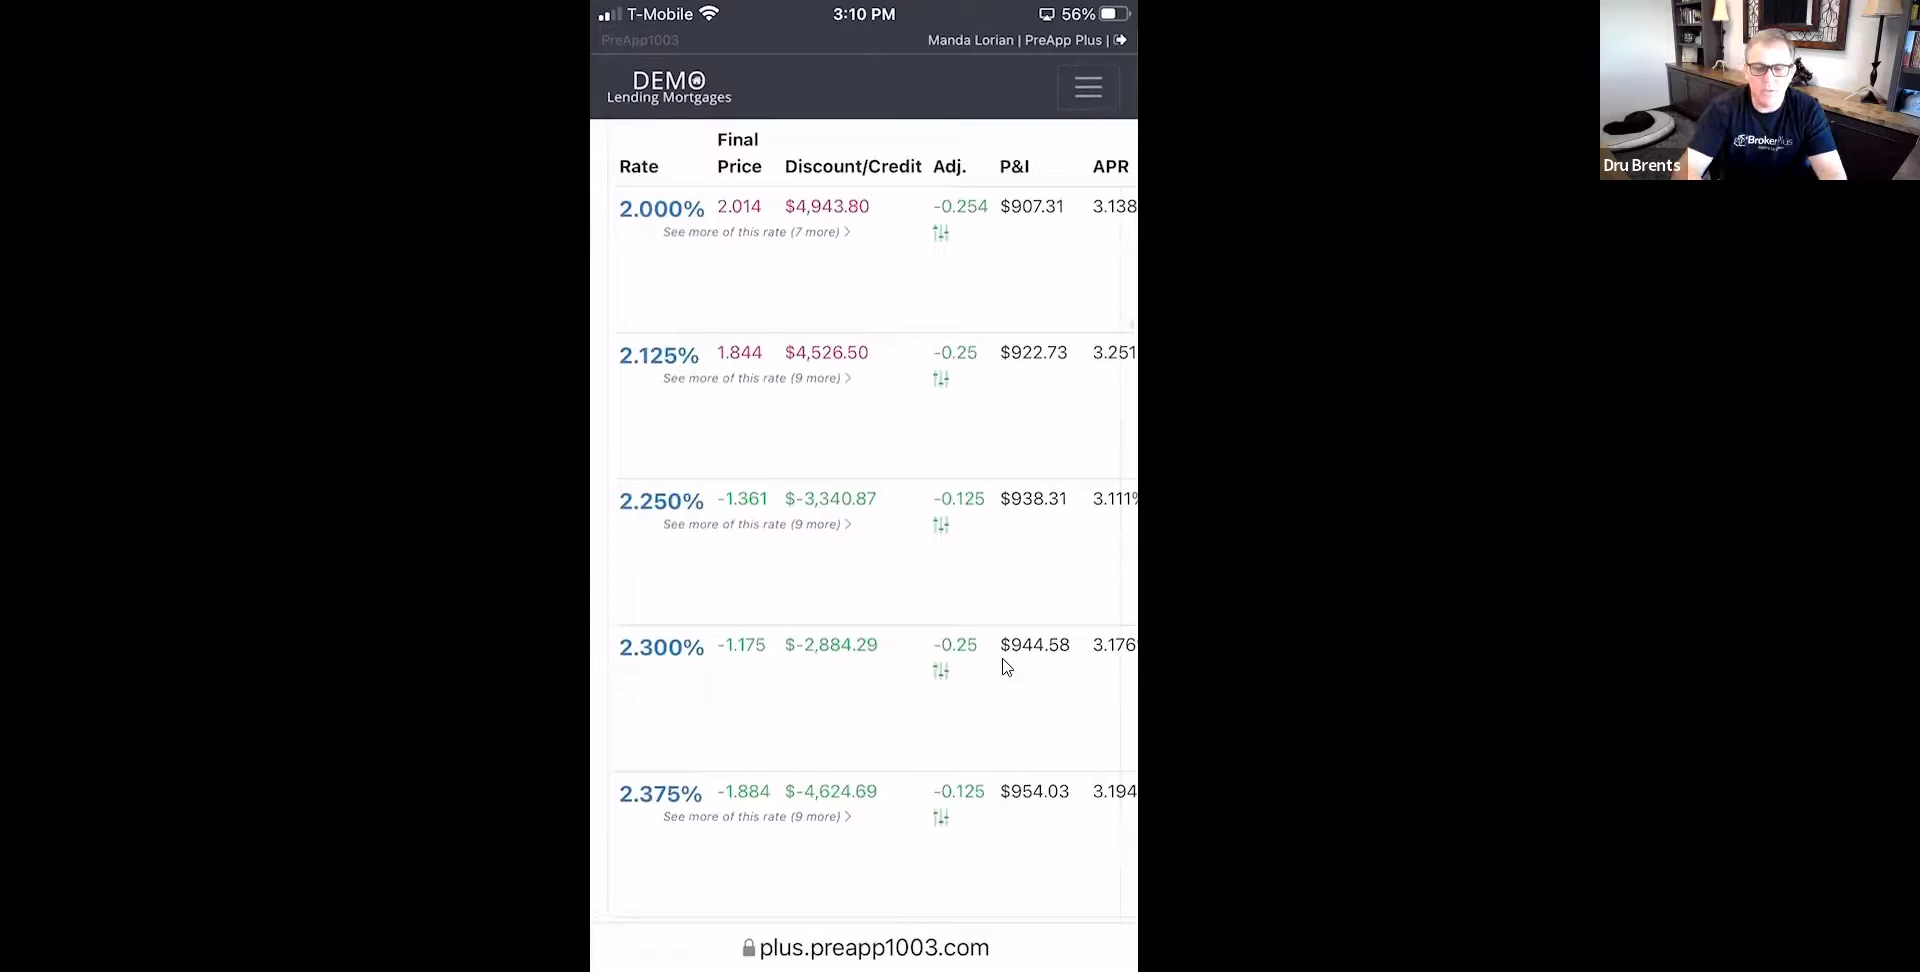 T-Mobile 3:10 PM 56%
PreApp1003 Manda Lorian | PreApp Plus |
DEMO
Lending Mortgages
Rate Final Price Discount/Credit Adj. P&I APR
2.000% 2.014 $4,943.80 -0.254 $907.31 3.138
See more of this rate (7 more) >
2.125% 1.844 $4,526.50 -0.25 $922.73 3.251
See more of this rate (9 more) >
2.250% -1.361 $-3,340.87 -0.125 $938.31 3.111%
See more of this rate (9 more) >
2.300% -1.175 $-2,884.29 -0.25 $944.58 3.176
2.375% -1.884 $-4,624.69 -0.125 $954.03 3.194
See more of this rate (9 more) >
plus.preapp1003.com
BrokerPlus
Dru Brents